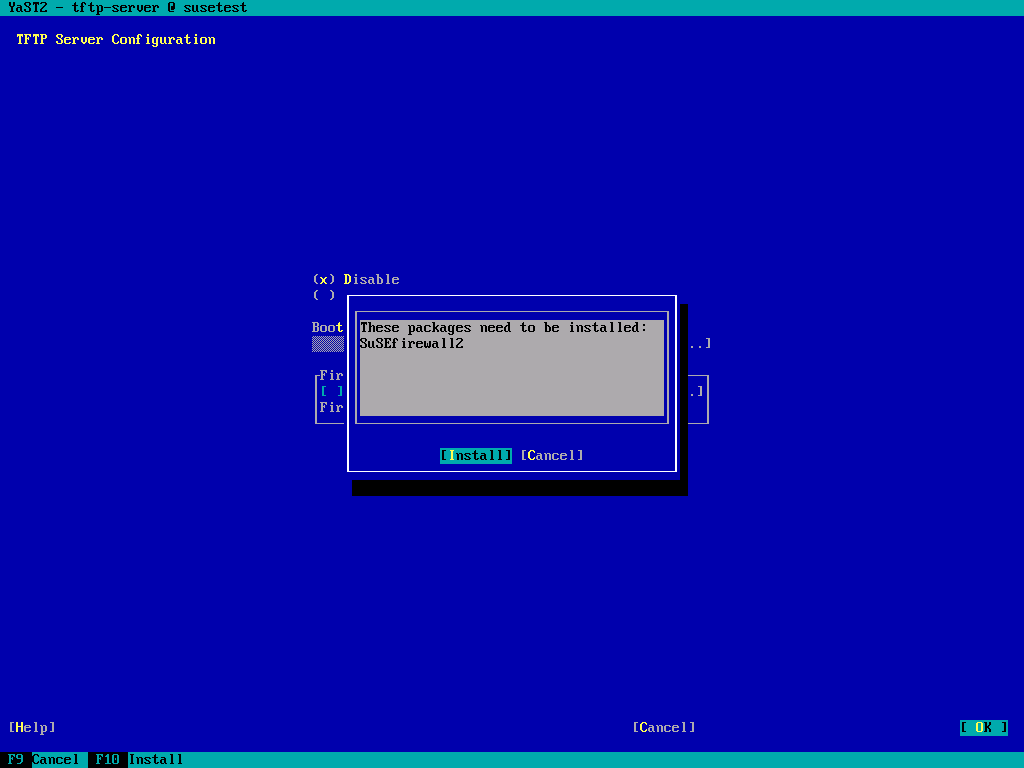 YaST2 - tftp-server @ susetest
TFTP Server Configuration
(x) Disable
( )
Boot
These packages need to be installed:
SuSEfirewall2
..]
Fir
[ ]
.]
Fir
[Install] [Cancel]
[Help] [Cancel] [ OK ]
F9 Cancel F10 Install